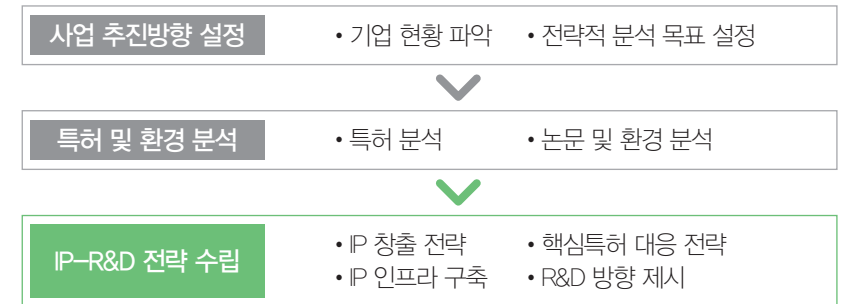 사업 추진방향 설정 • 기업 현황 파악 • 전략적 분석 목표 설정
특허 및 환경 분석 • 특허 분석 • 논문 및 환경 분석
IP-R&D 전략 수립
• IP 창출 전략 • 핵심특허 대응 전략
• IP 인프라 구축 • R&D 방향 제시